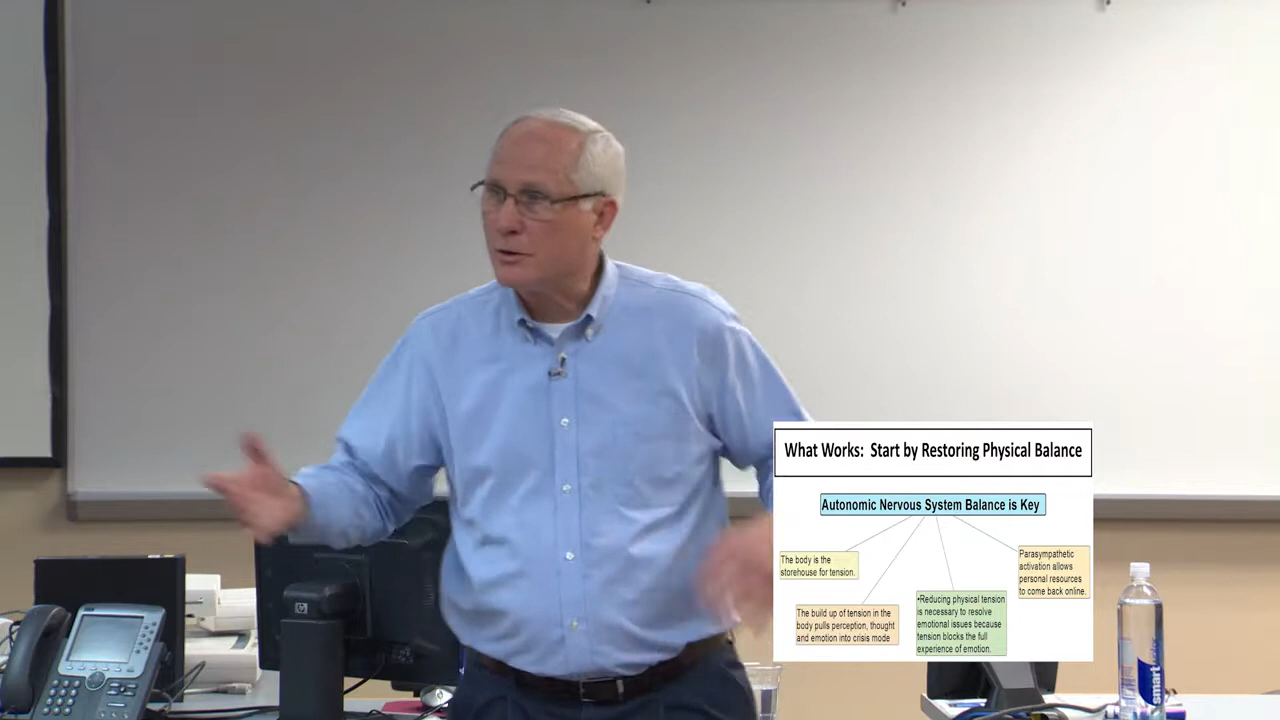 What Works:  Start by Restoring Physical Balance
Autonomic Nervous System Balance is Key
The body is the
storehouse for tension.
The build up of tension in the
body pulls perception, thought
and emotion into crisis mode
•Reducing physical tension
is necessary to resolve
emotional issues because
tension blocks the full
experience of emotion.
Parasympathetic
activation allows
personal resources
to come back online.
hp
smart